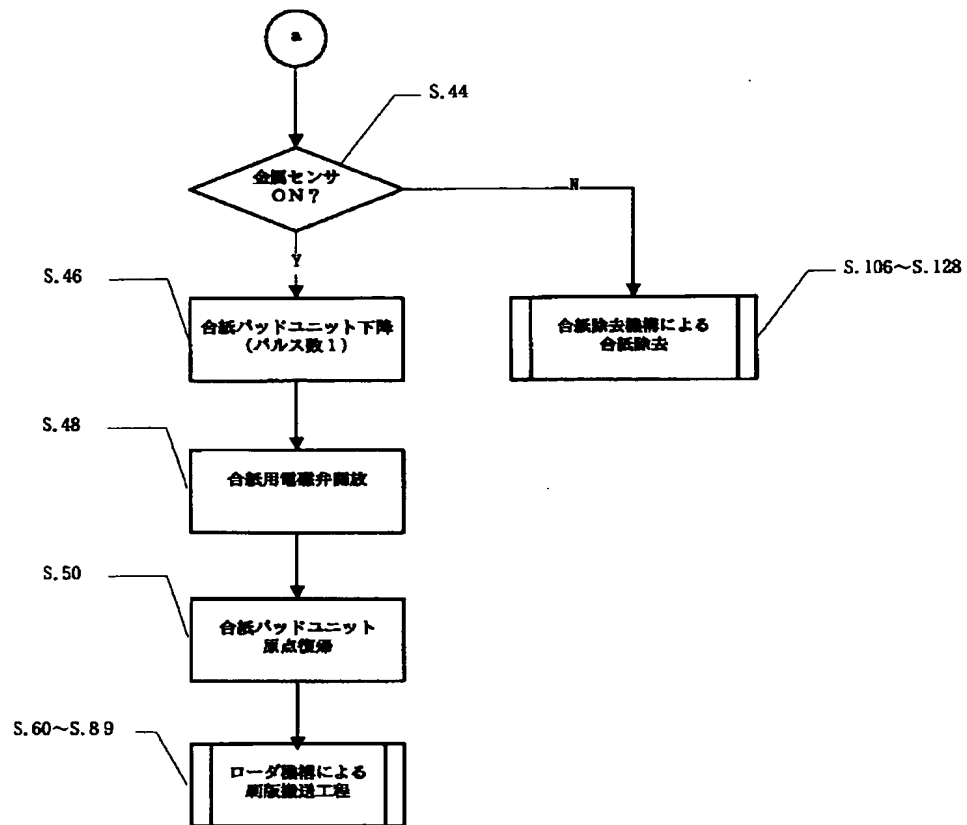 a
S.44
金属センサ
ON?
N
Y
S.46
S.106～S.128
合紙パッドユニット下降
(パルス数1)
合紙除去機構による
合紙除去
S.48
合紙用電磁弁開放
S.50
合紙パッドユニット
原点復帰
S.60～S.89
ローダ機構による
刷版搬送工程